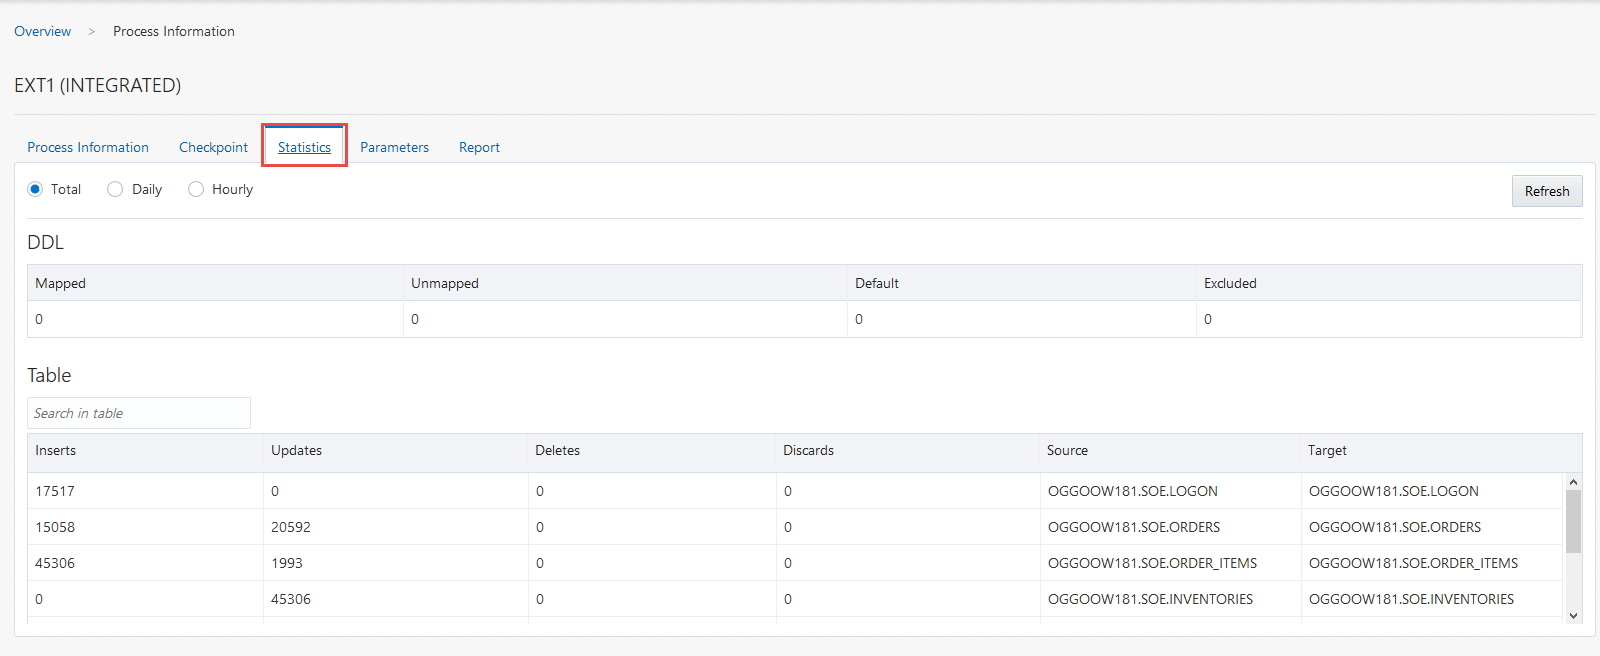 Overview > Process Information
EXT1 (INTEGRATED)
Process Information Checkpoint Statistics Parameters Report
Total Daily Hourly Refresh
DDL
Mapped Unmapped Default Excluded
0 0 0 0
Table
Search in table
Inserts Updates Deletes Discards Source Target
17517 0 0 0 OGGOOW181.SOE.LOGON OGGOOW181.SOE.LOGON
15058 20592 0 0 OGGOOW181.SOE.ORDERS OGGOOW181.SOE.ORDERS
45306 1993 0 0 OGGOOW181.SOE.ORDER_ITEMS OGGOOW181.SOE.ORDER_ITEMS
0 45306 0 0 OGGOOW181.SOE.INVENTORIES OGGOOW181.SOE.INVENTORIES